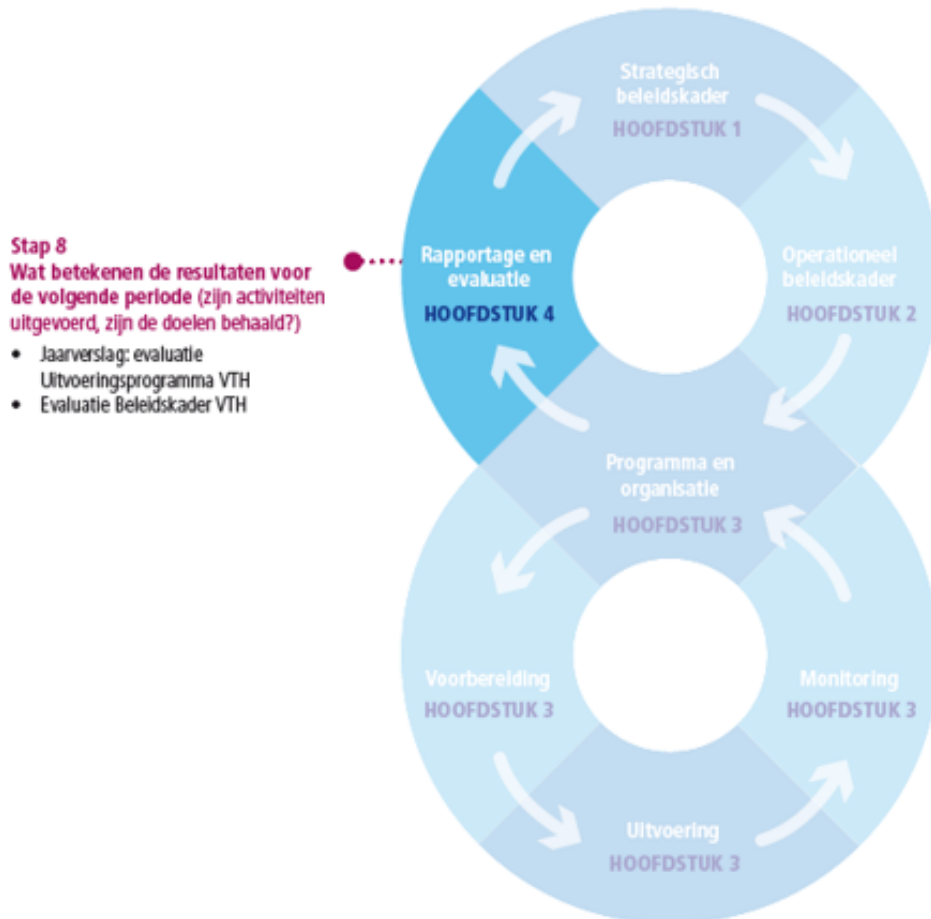 Strategisch
beleidskader
HOOFDSTUK 1
Stap 8
Wat betekenen de resultaten voor
de volgende periode (zijn activiteiten
uitgevoerd, zijn de doelen behaald?)
• Jaarverslag: evaluatie
Uitvoeringsprogramma VTH
• Evaluatie Beleidskader VTH
Rapportage en
evaluatie
HOOFDSTUK 4
Operationeel
beleidskader
HOOFDSTUK 2
Programma en
organisatie
HOOFDSTUK 3
Voorbereiding
HOOFDSTUK 3
Monitoring
HOOFDSTUK 3
Uitvoering
HOOFDSTUK 3